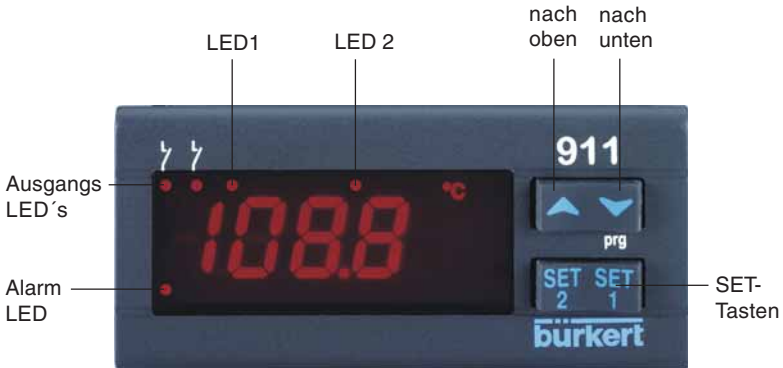 nach
oben
nach
unten
LED1
LED 2
911
Ausgangs
LED´s
°C
108.8
prg
Alarm
LED
SET
2
SET
1
SET-
Tasten
bürkert